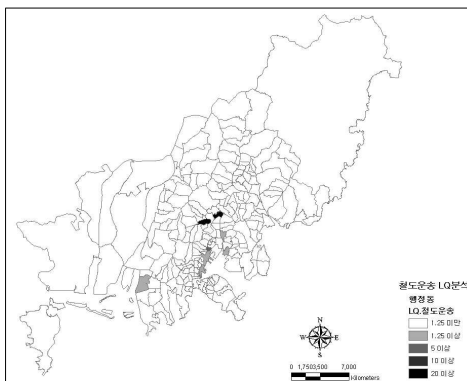 철도운송 LQ분석
행정동
LQ.철도운송
1.25 미만
1.25 이상
5 이상
10 이상
20 이상
N
W E
S
0 1,7503,500 7,000
Kilometers